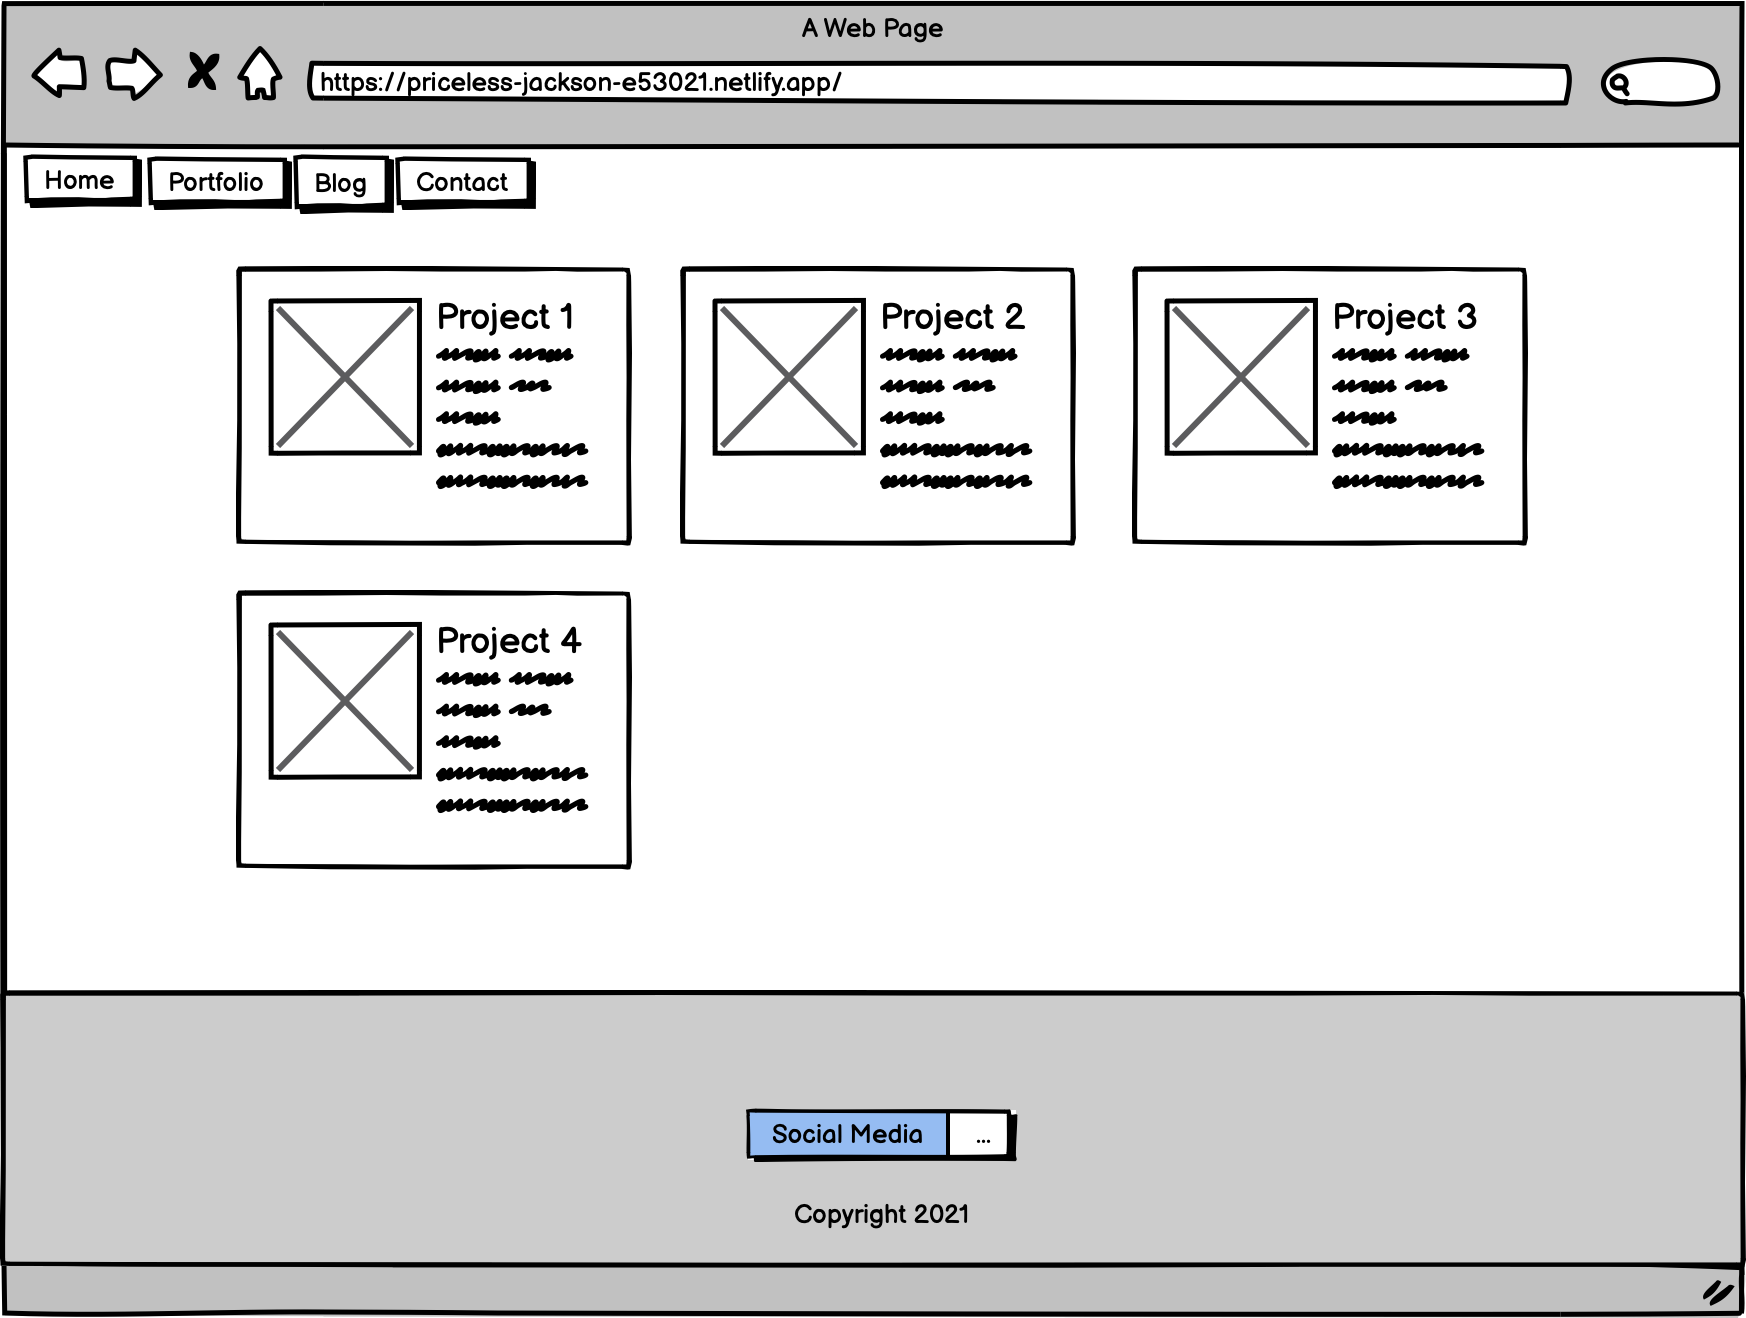 A Web Page
https://priceless-jackson-e53021.netlify.app/
Home Portfolio Blog Contact
Project 1
Project 2
Project 3
Project 4
Social Media ...
Copyright 2021